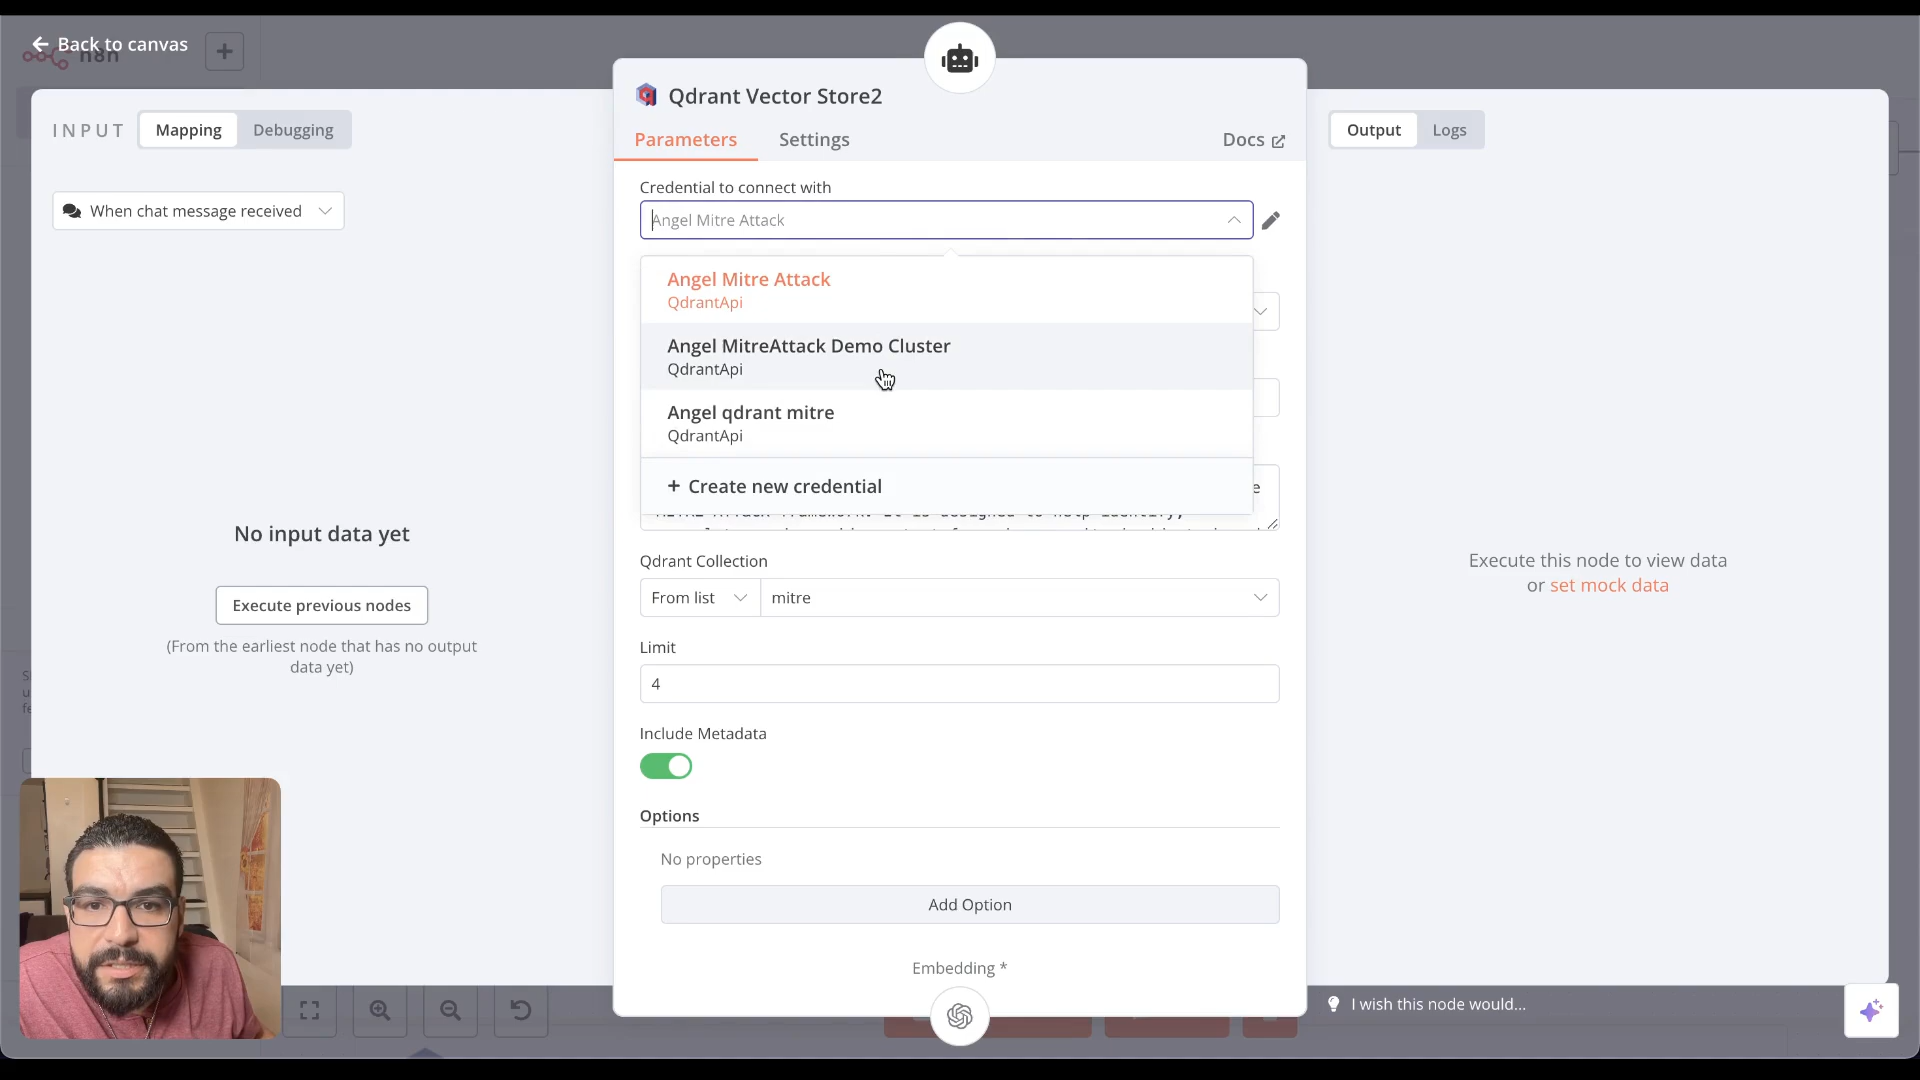 Back to canvas
n8n
Qdrant Vector Store2
INPUT
Mapping
Debugging
Parameters
Settings
Docs
Output
Logs
When chat message received
Credential to connect with
Angel Mitre Attack
Angel Mitre Attack
QdrantApi
Angel MitreAttack Demo Cluster
QdrantApi
Angel qdrant mitre
QdrantApi
+ Create new credential
No input data yet
Execute previous nodes
(From the earliest node that has no output
data yet)
Execute this node to view data
or set mock data
Qdrant Collection
From list
mitre
Limit
4
Include Metadata
Options
No properties
Add Option
Embedding *
I wish this node would...